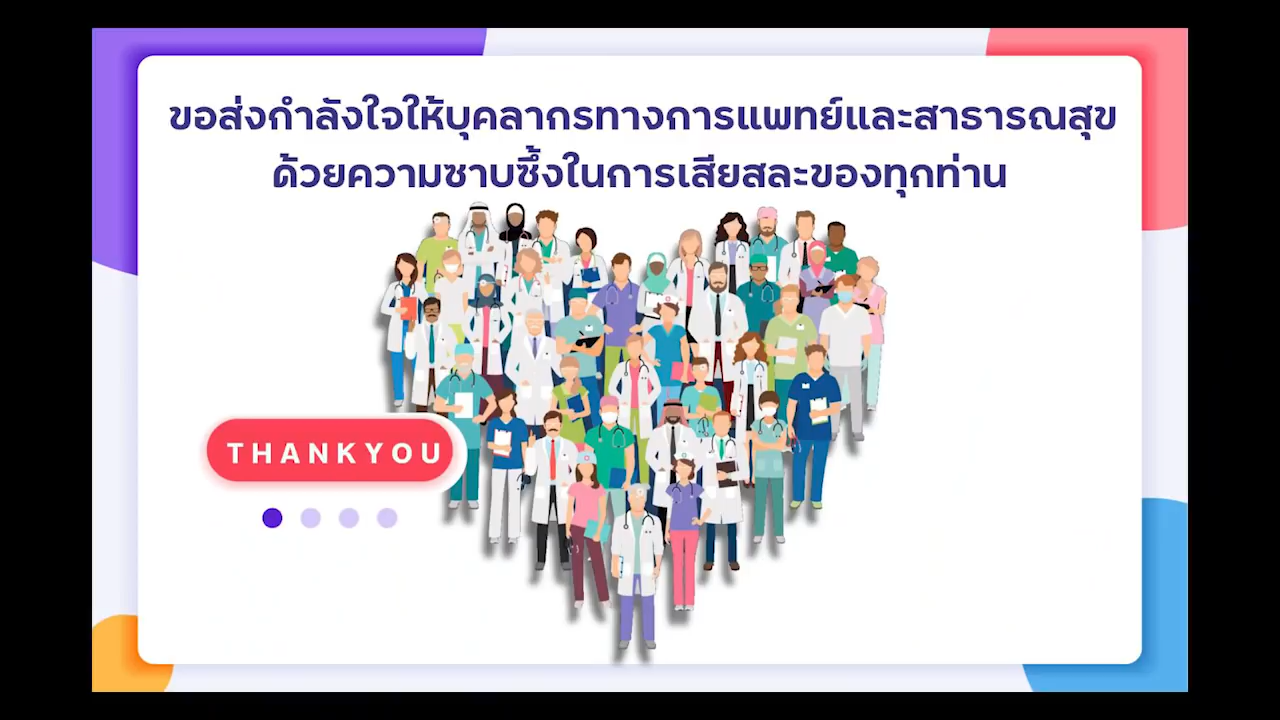 ขอส่งกำลังใจให้บุคลากรทางการแพทย์และสาธารณสุข
ด้วยความซาบซึ้งในการเสียสละของทุกท่าน
THANKYOU